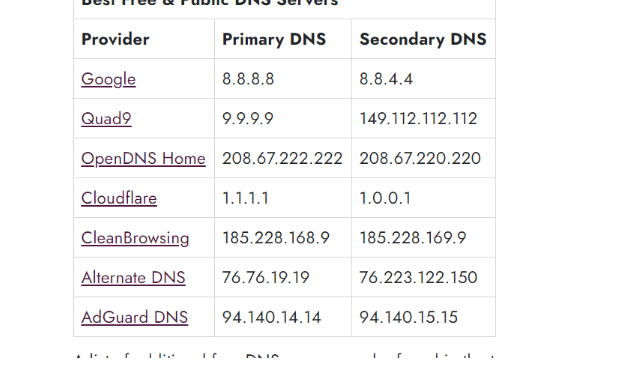 Best Free & Public DNS Servers
Provider Primary DNS Secondary DNS
Google 8.8.8.8 8.8.4.4
Quad9 9.9.9.9 149.112.112.112
OpenDNS Home 208.67.222.222 208.67.220.220
Cloudflare 1.1.1.1 1.0.0.1
CleanBrowsing 185.228.168.9 185.228.169.9
Alternate DNS 76.76.19.19 76.223.122.150
AdGuard DNS 94.140.14.14 94.140.15.15